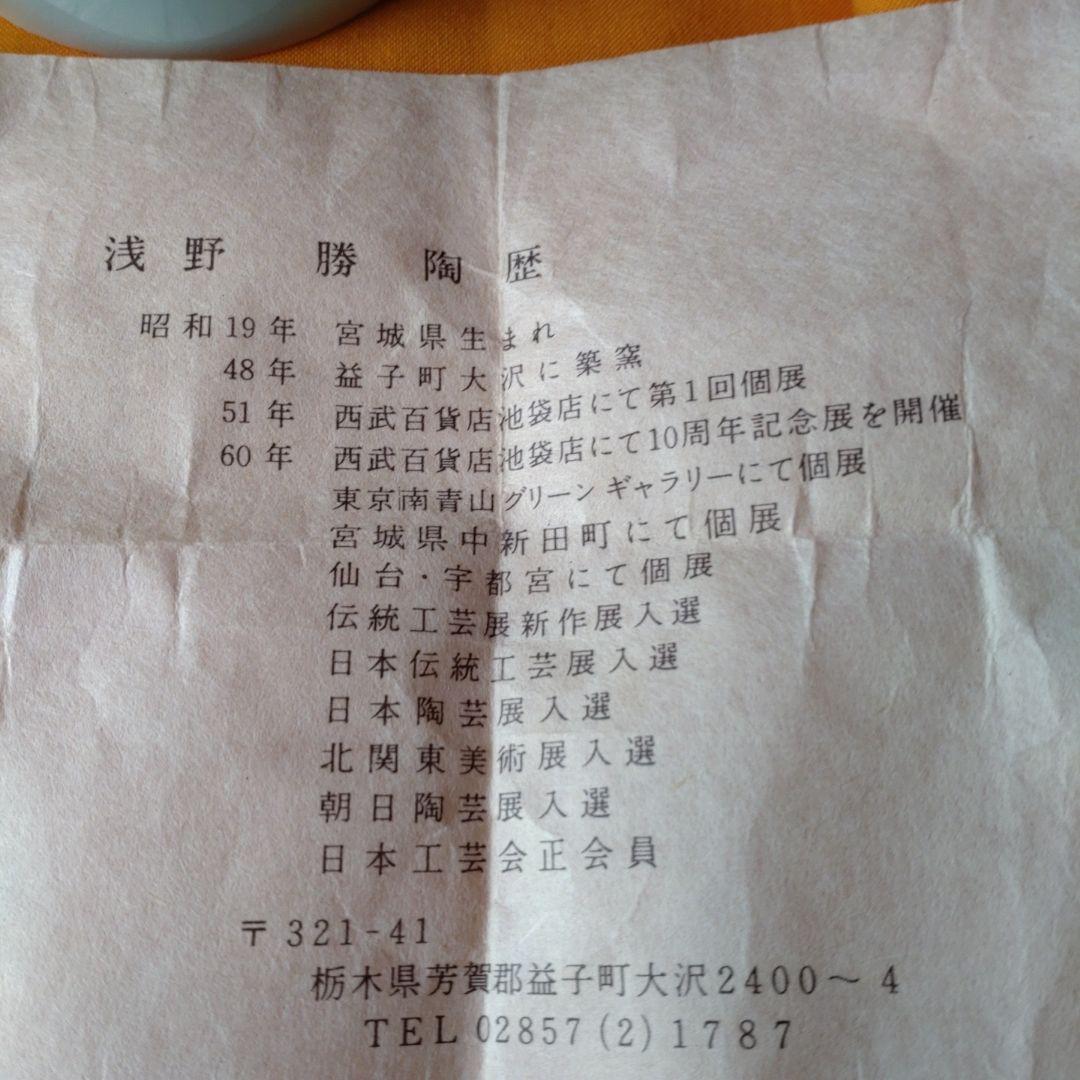 浅野 勝 陶歴
昭和19年 宮城県生まれ
48年 益子町大沢に築窯
51年 西武百貨店池袋店にて第1回個展
60年 西武百貨店池袋店にて10周年記念展を開催
東京南青山グリーンギャラリーにて個展
宮城県中新田町にて個展
仙台・宇都宮にて個展
伝統工芸展新作展入選
日本伝統工芸展入選
日本陶芸展入選
北関東美術展入選
朝日陶芸展入選
日本工芸会正会員
〒321-41
栃木県芳賀郡益子町大沢2400～4
TEL 02857(2)1787